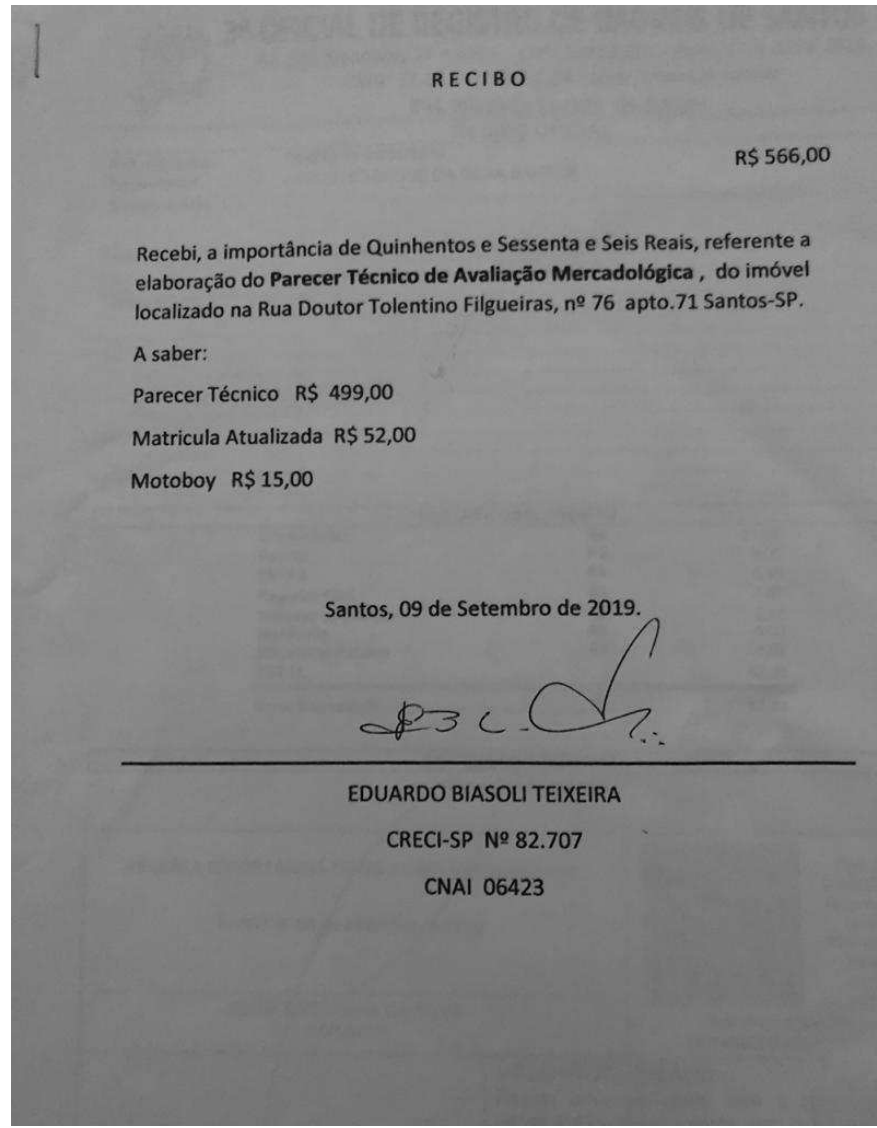 RECIBO
R$ 566,00
Recebi, a importância de Quinhentos e Sessenta e Seis Reais, referente a
elaboração do Parecer Técnico de Avaliação Mercadológica , do imóvel
localizado na Rua Doutor Tolentino Filgueiras, nº 76 apto.71 Santos-SP.
A saber:
Parecer Técnico R$ 499,00
Matricula Atualizada R$ 52,00
Motoboy R$ 15,00
Santos, 09 de Setembro de 2019.
EDUARDO BIASOLI TEIXEIRA
CRECI-SP Nº 82.707
CNAI 06423